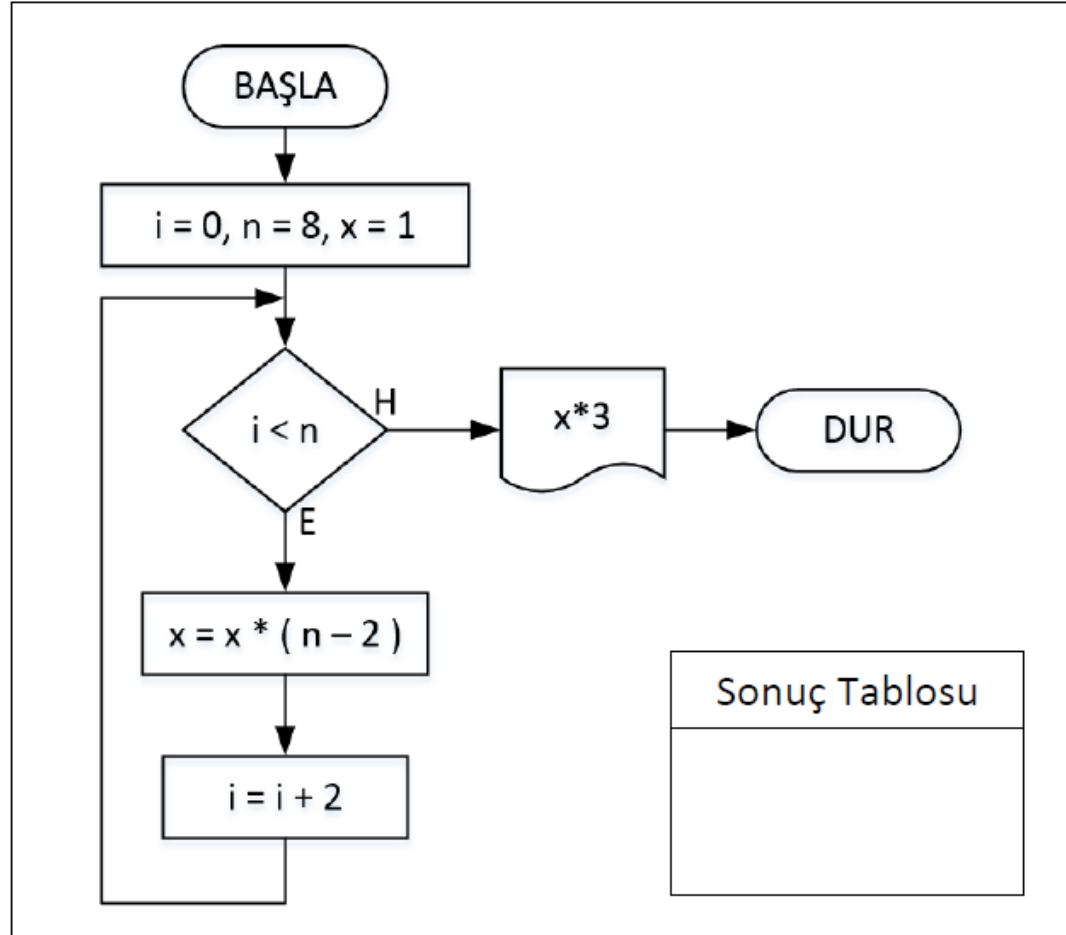 BAŞLA
i = 0, n = 8, x = 1
i < n
H
x*3
DUR
E
x = x * ( n – 2 )
i = i + 2
Sonuç Tablosu